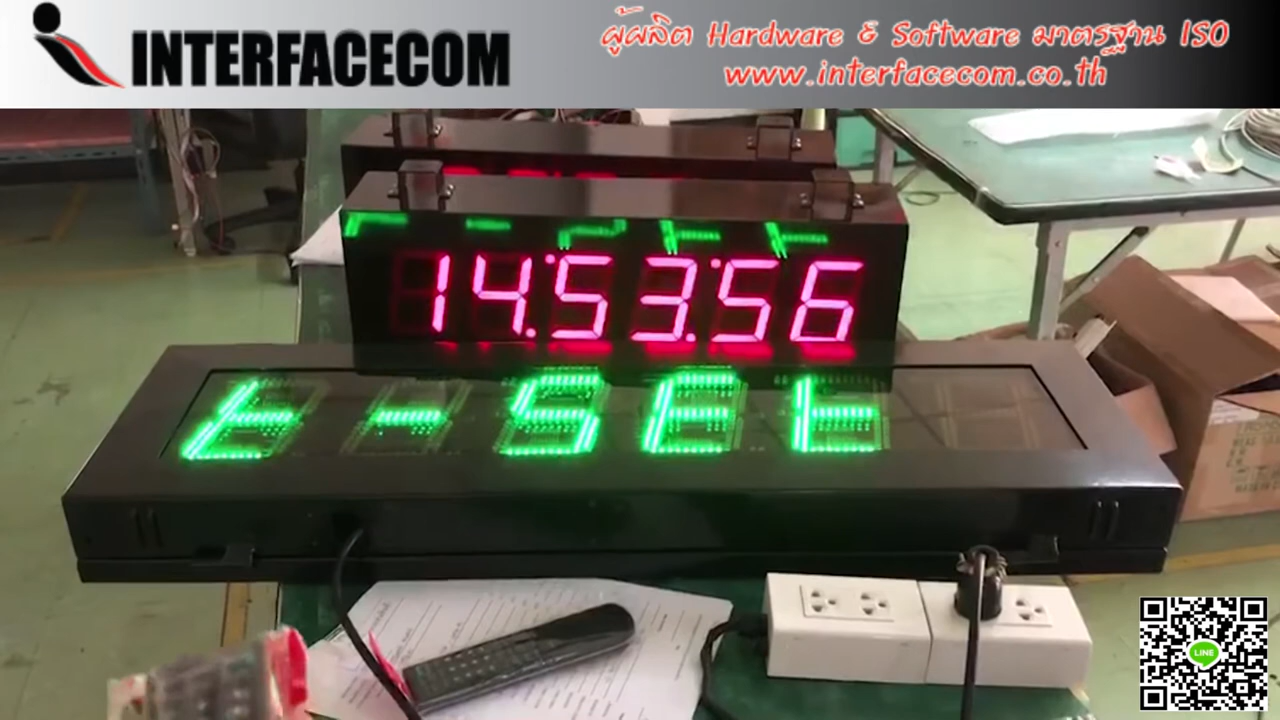 INTERFACECOM
ผู้ผลิต Hardware & Software มาตรฐาน ISO
www.interfacecom.co.th
14.53.56
t-SEt
LINE